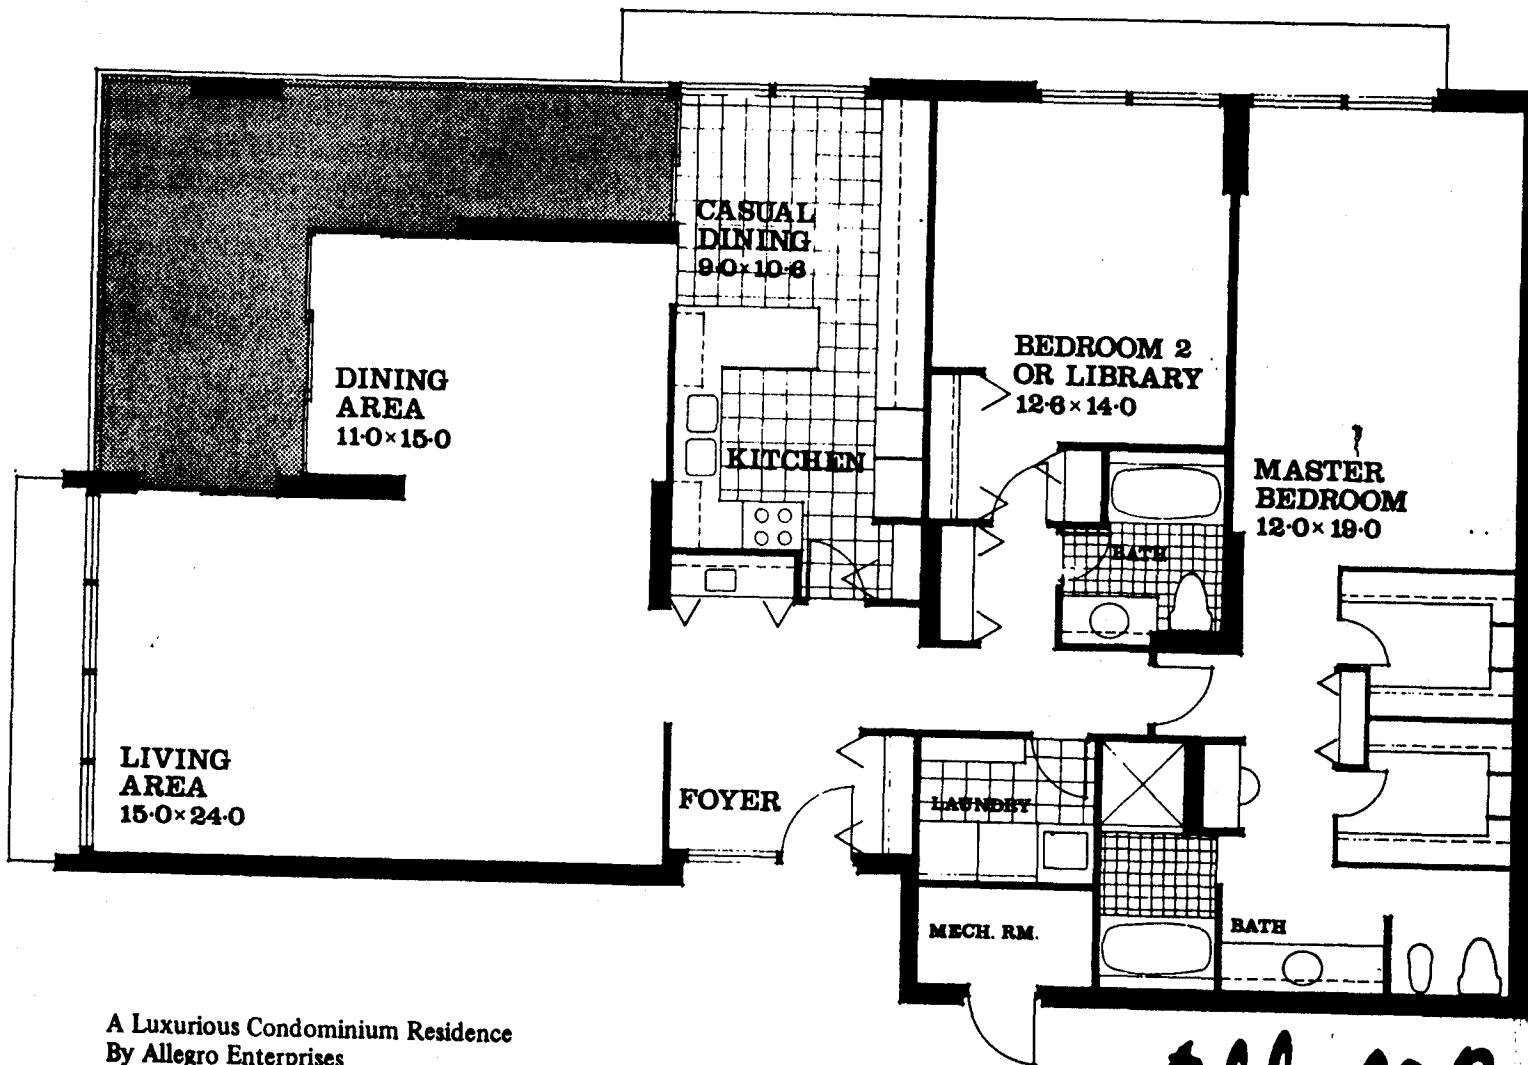 CASUAL
DINING
9·0×10·6
DINING
AREA
11·0×15·0
KITCHEN
BEDROOM 2
OR LIBRARY
12·6×14·0
MASTER
BEDROOM
12·0×19·0
BATH
LIVING
AREA
15·0×24·0
FOYER
LAUNDRY
MECH. RM.
BATH
A Luxurious Condominium Residence
By Allegro Enterprises